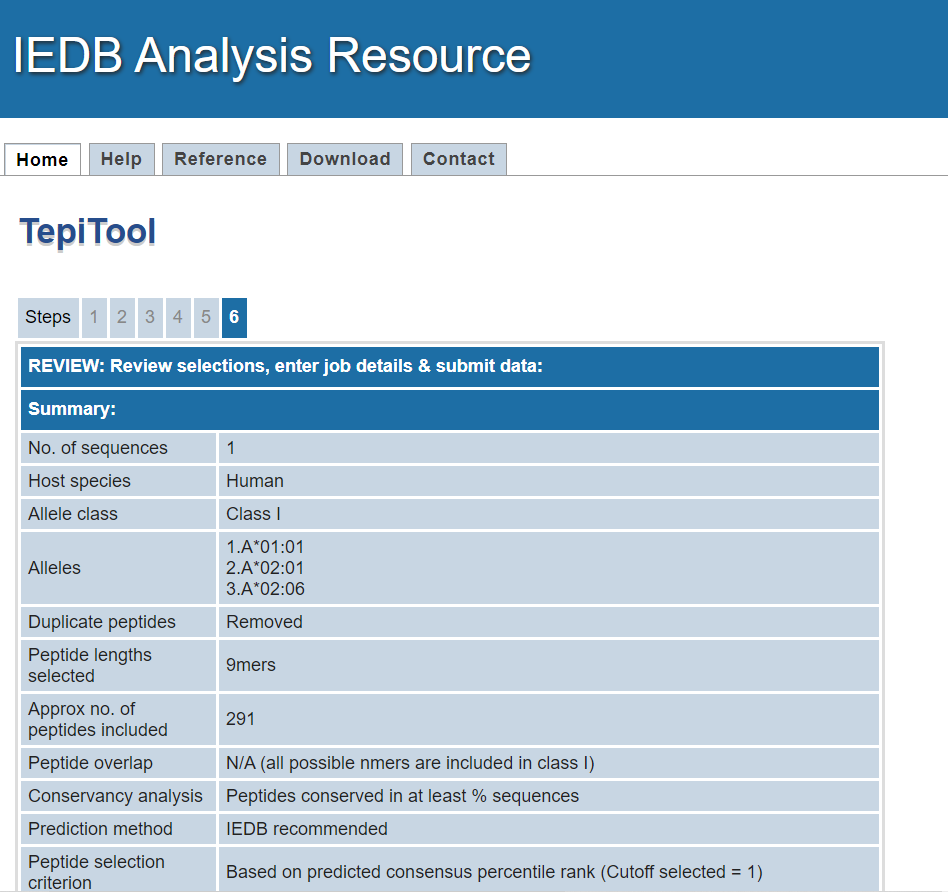 IEDB Analysis Resource
Home Help Reference Download Contact
TepiTool
Steps 1 2 3 4 5 6
REVIEW: Review selections, enter job details & submit data:
Summary:
No. of sequences 1
Host species Human
Allele class Class I
Alleles
1.A*01:01
2.A*02:01
3.A*02:06
Duplicate peptides Removed
Peptide lengths
selected
9mers
Approx no. of
peptides included
291
Peptide overlap N/A (all possible nmers are included in class I)
Conservancy analysis Peptides conserved in at least % sequences
Prediction method IEDB recommended
Peptide selection
criterion
Based on predicted consensus percentile rank (Cutoff selected = 1)